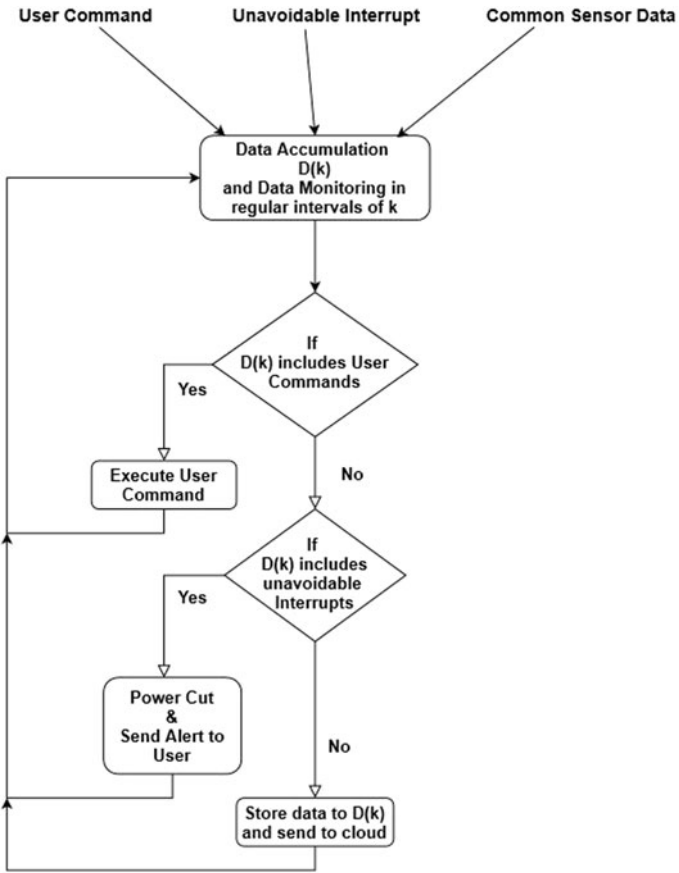 User Command
Unavoidable Interrupt
Common Sensor Data
Data Accumulation
D(k)
and Data Monitoring in
regular intervals of k
If
D(k) includes User
Commands
Yes
No
Execute User
Command
If
D(k) includes
unavoidable
Interrupts
Yes
No
Power Cut
&
Send Alert to
User
Store data to D(k)
and send to cloud